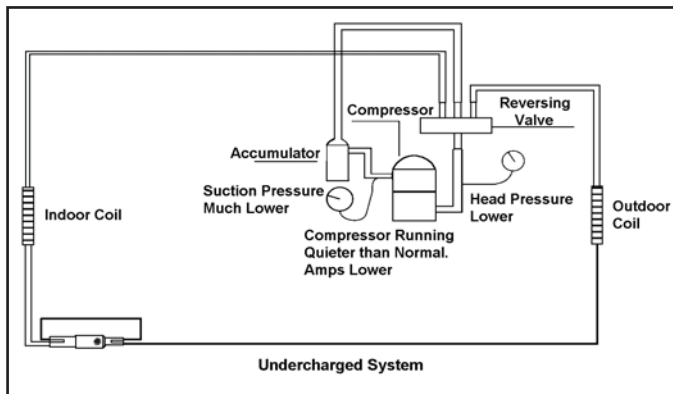 Compressor
Reversing
Valve
Accumulator
Suction Pressure
Much Lower
Head Pressure
Lower
Indoor Coil
Outdoor
Coil
Compressor Running
Quieter than Normal.
Amps Lower
Undercharged System